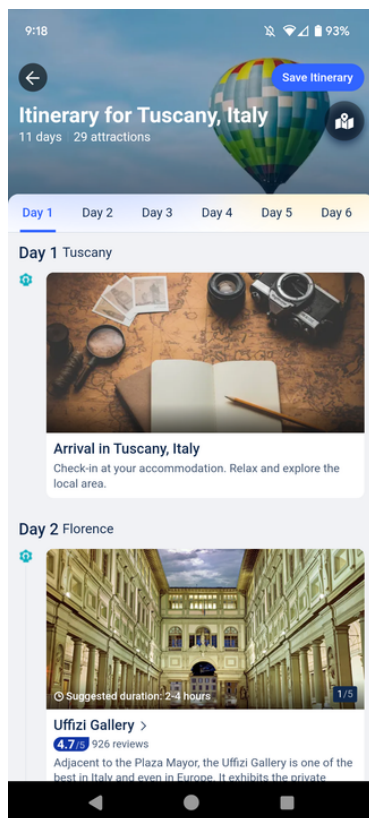 9:18
93%
Save Itinerary
Itinerary for Tuscany, Italy
11 days 29 attractions
Day 1 Day 2 Day 3 Day 4 Day 5 Day 6
Day 1 Tuscany
Arrival in Tuscany, Italy
Check-in at your accommodation. Relax and explore the
local area.
Day 2 Florence
Suggested duration: 2-4 hours
1/5
Uffizi Gallery >
4.7/5 926 reviews
Adjacent to the Plaza Mayor, the Uffizi Gallery is one of the
best in Italy and even in Europe. It exhibits the private